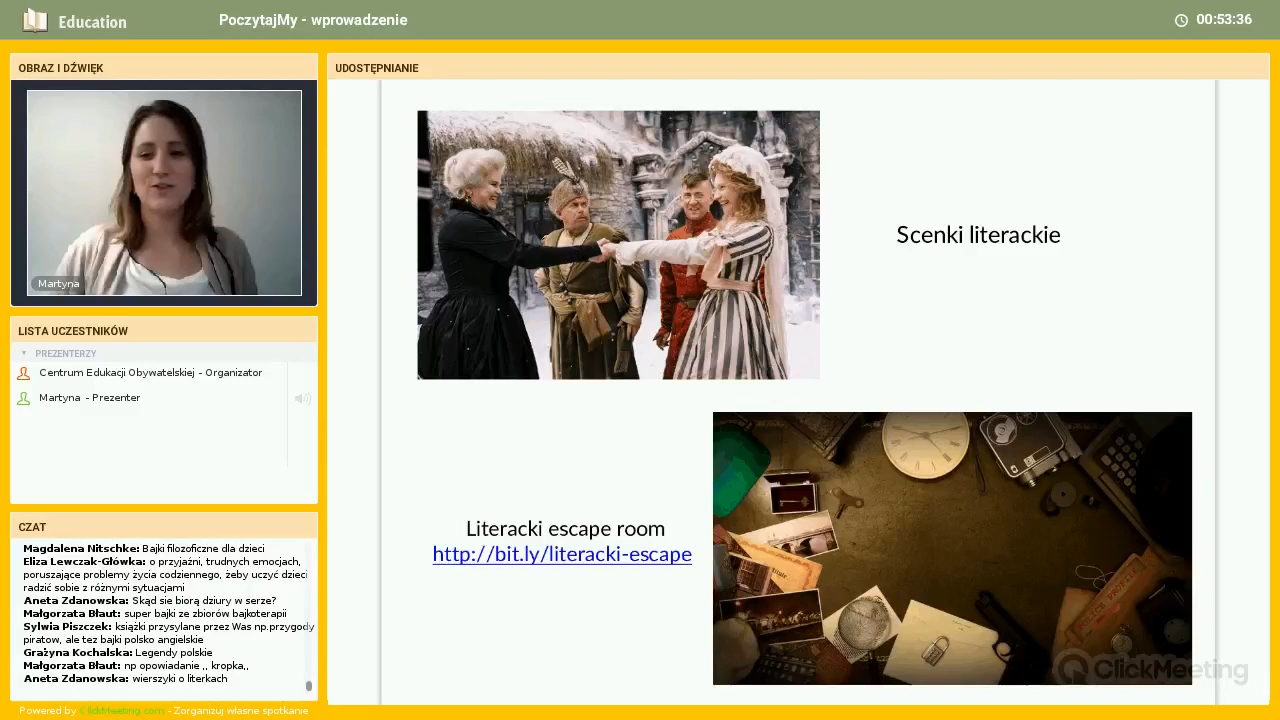 Education
PoczytajMy - wprowadzenie
00:53:36
OBRAZ I DŹWIĘK
Martyna
LISTA UCZESTNIKÓW
PREZENTERZY
Centrum Edukacji Obywatelskiej - Organizator
Martyna - Prezenter
CZAT
Magdalena Nitschke: Bajki filozoficzne dla dzieci
Eliza Lewczak-Główka: o przyjaźni, trudnych emocjach,
poruszające problemy życia codziennego, żeby uczyć dzieci
radzić sobie z różnymi sytuacjami
Aneta Zdanowska: Skąd sie biorą dziury w serze?
Małgorzata Błaut: super bajki ze zbiorów bajkoterapii
Sylwia Piszczek: książki przysyłane przez Was np.przygody
piratow, ale tez bajki polsko angielskie
Grażyna Kochalska: Legendy polskie
Małgorzata Błaut: np opowiadanie ,, kropka,,
Aneta Zdanowska: wierszyki o literkach
Powered by ClickMeeting.com - Zorganizuj własne spotkanie
UDOSTĘPNIANIE
Scenki literackie
Literacki escape room
http://bit.ly/literacki-escape
ClickMeeting